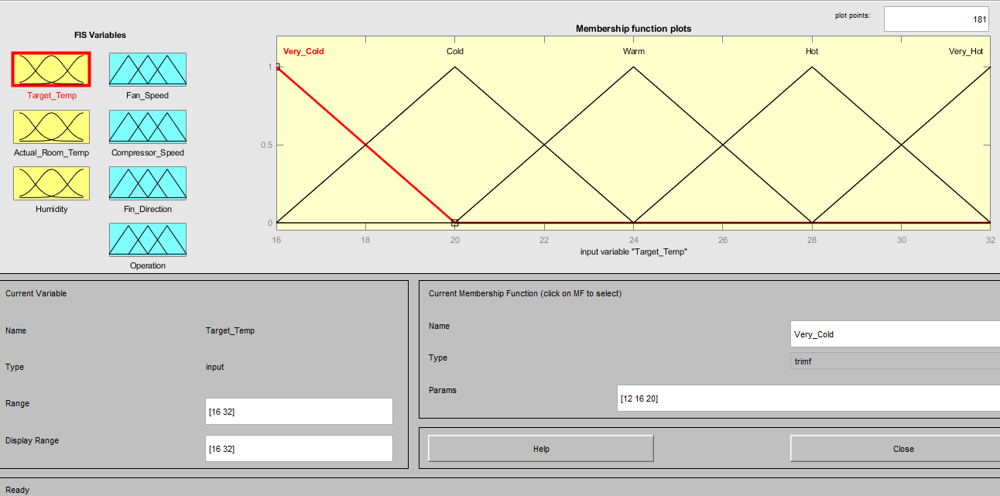 plot points:
181
FIS Variables
Membership function plots
Target_Temp
Fan_Speed
Actual_Room_Temp
Compressor_Speed
Humidity
Fin_Direction
Operation
Very_Cold
Cold
Warm
Hot
Very_Hot
1
0.5
0
16 18 20 22 24 26 28 30 32
input variable "Target_Temp"
Current Variable
Name Target_Temp
Type input
Range [16 32]
Display Range [16 32]
Current Membership Function (click on MF to select)
Name Very_Cold
Type trimf
Params [12 16 20]
Help
Close
Ready